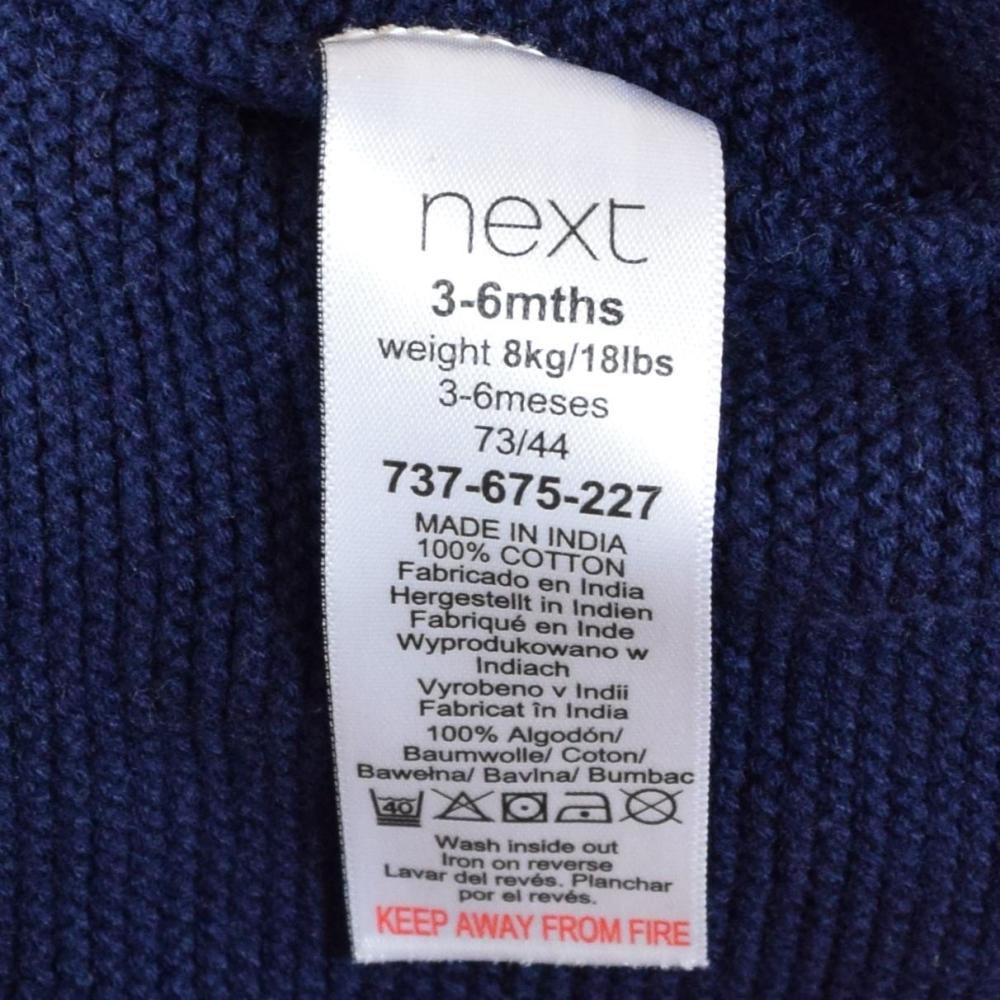 next
3-6mths
weight 8kg/18lbs
3-6meses
73/44
737-675-227
MADE IN INDIA
100% COTTON
Fabricado en India
Hergestellt in Indien
Fabriqué en Inde
Wyprodukowano w
Indiach
Vyrobeno v Indii
Fabricat în India
100% Algodón/
Baumwolle/ Coton/
Bawełna/ Bavlna/ Bumbac
40
Wash inside out
Iron on reverse
Lavar del revés. Planchar
por el revés.
KEEP AWAY FROM FIRE